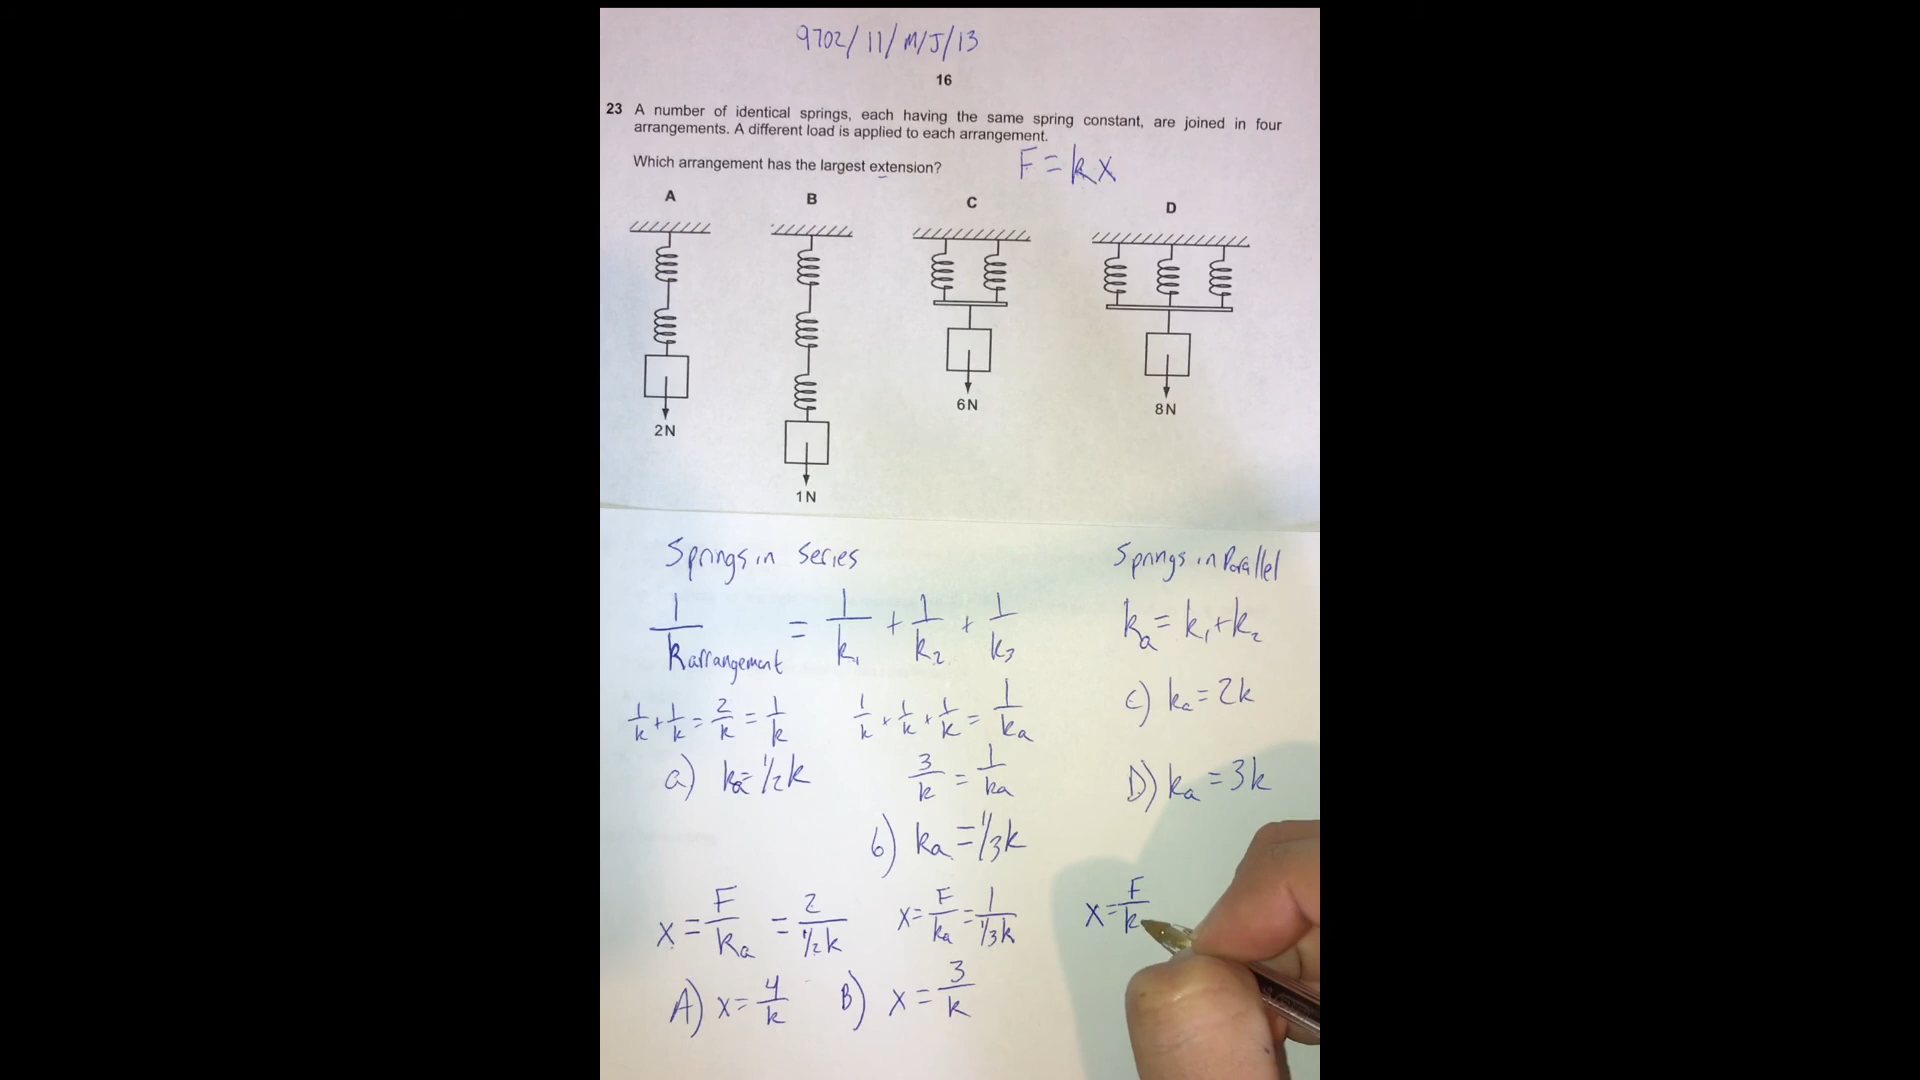 9702/11/M/J/13
16
23 A number of identical springs, each having the same spring constant, are joined in four
arrangements. A different load is applied to each arrangement.
Which arrangement has the largest extension?
F = kx
A B C D
2N
1N
6N
8N
Springs in Series
1/k arrangement = 1/k₁ + 1/k₂ + 1/k₃
1/k + 1/k = 2/k = 1/k
a) ka = 1/2k
1/k + 1/k + 1/k = 1/ka
3/k = 1/ka
b) ka = 1/3k
Springs in Parallel
ka = k₁ + k₂
C) ka = 2k
D) ka = 3k
x = F/ka = 2/½k
A) x = 4/k
x = F/ka = 1/⅓k
B) x = 3/k
x = F/k